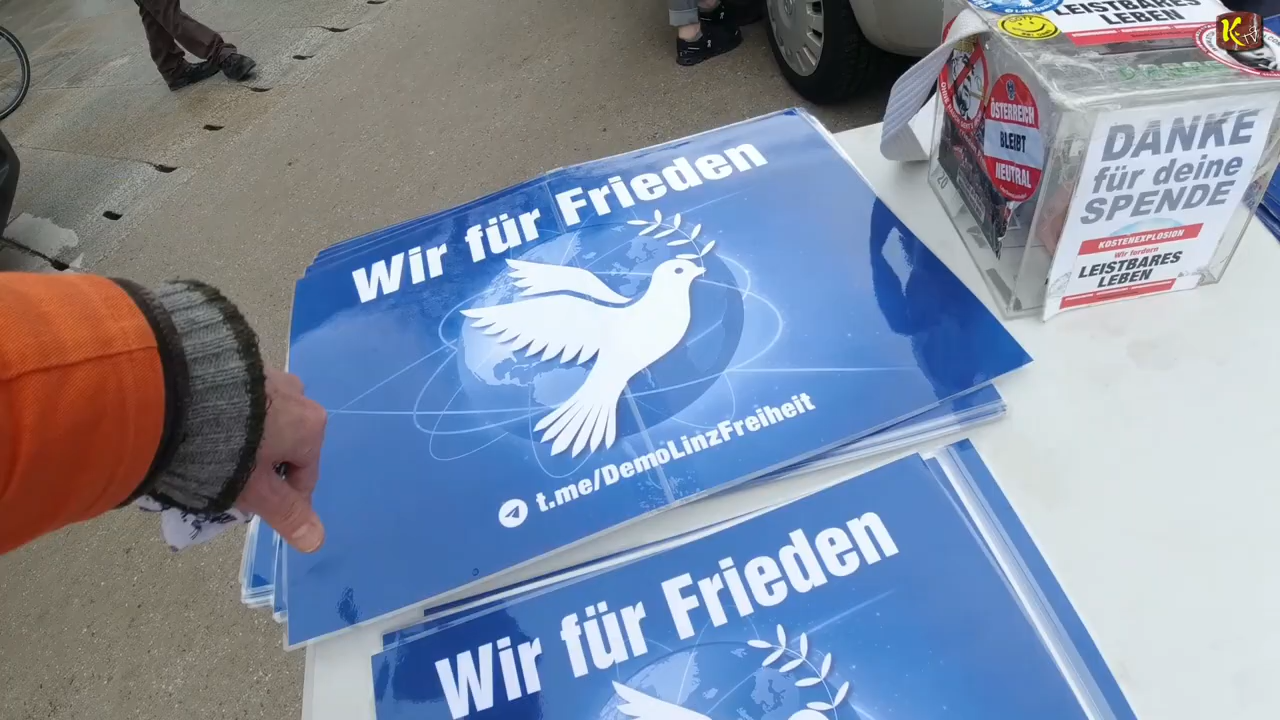 Wir für Frieden
t.me/DemoLinzFreiheit
Wir für Frieden
LEISTBARES
LEBEN
ÖSTERREICH
BLEIBT
NEUTRAL
DANKE
für deine
SPENDE
KOSTENEXPLOSION
Wir fordern
LEISTBARES
LEBEN